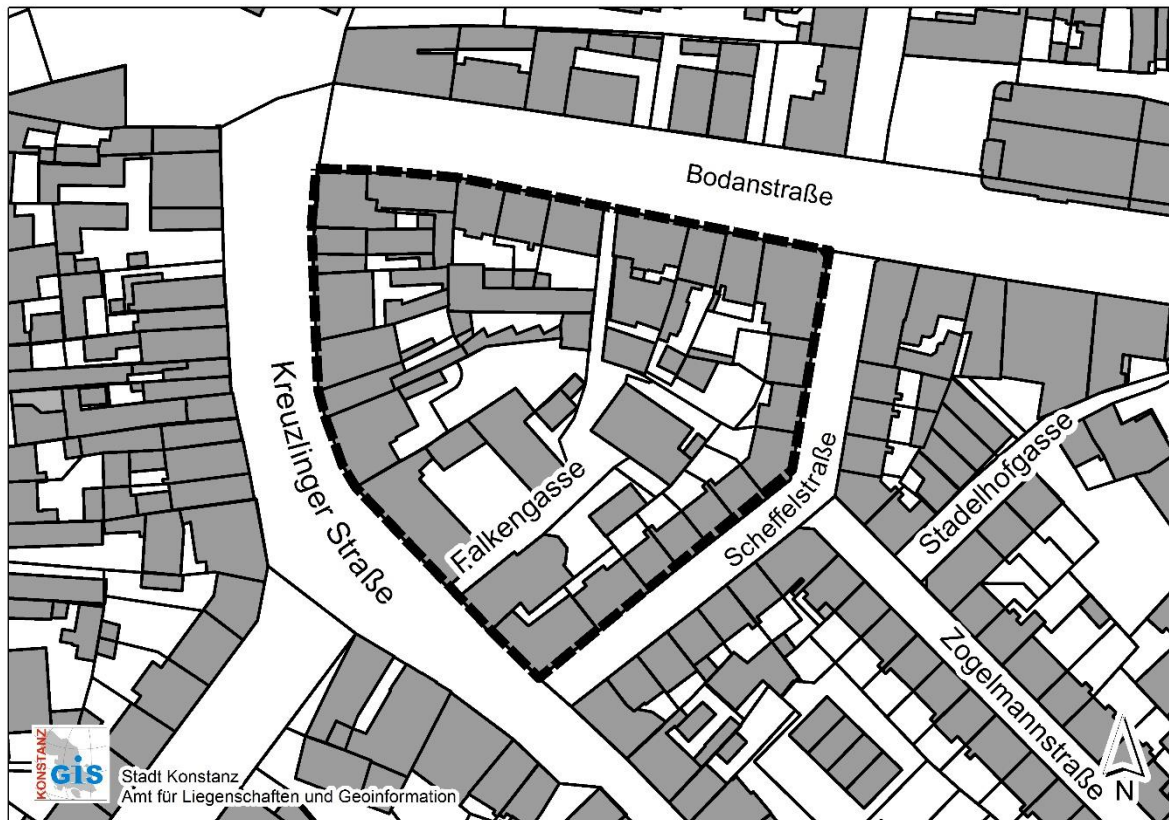 Bodanstraße
Kreuzlinger Straße
Falkengasse
Scheffelstraße
Stadelhofgasse
Zogelmannstraße
KONSTANZ
GIS
Stadt Konstanz
Amt für Liegenschaften und Geoinformation
N